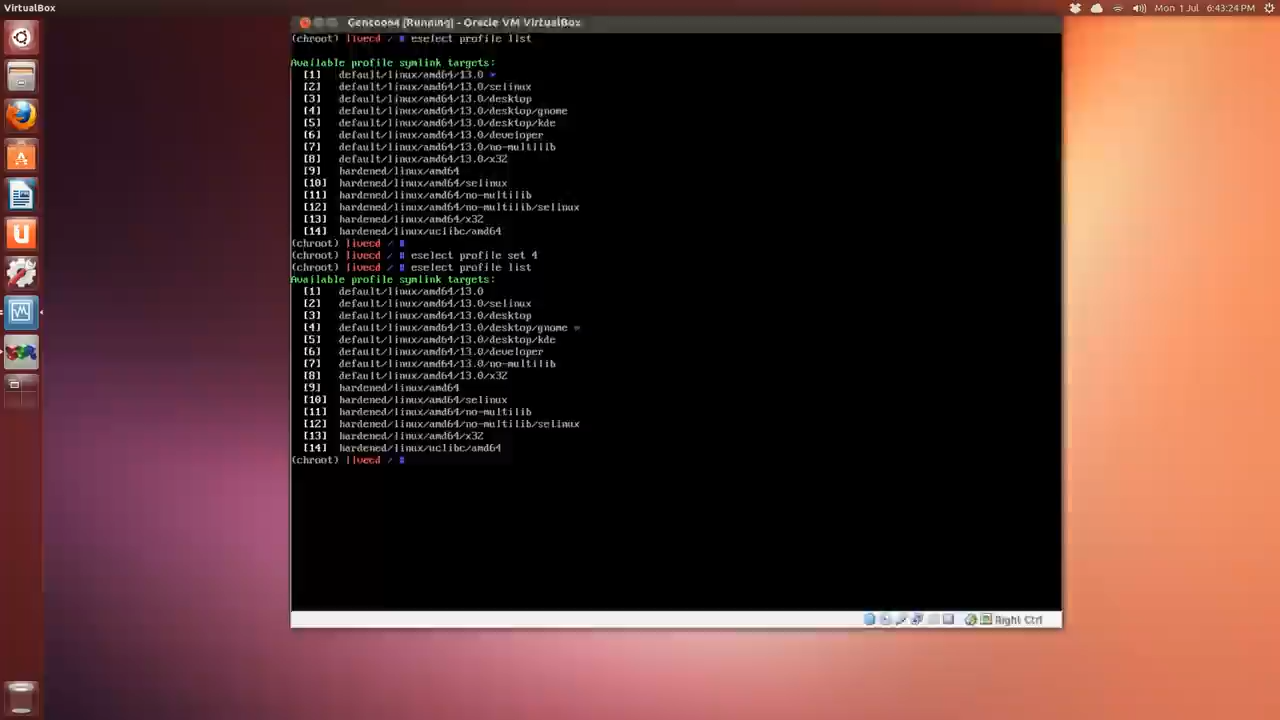 VirtualBox
Mon 1 Jul 6:43:24 PM
Gentoo64 [Running] - Oracle VM VirtualBox
(chroot) livecd / # eselect profile list
Available profile symlink targets:
[1] default/linux/amd64/13.0 *
[2] default/linux/amd64/13.0/selinux
[3] default/linux/amd64/13.0/desktop
[4] default/linux/amd64/13.0/desktop/gnome
[5] default/linux/amd64/13.0/desktop/kde
[6] default/linux/amd64/13.0/developer
[7] default/linux/amd64/13.0/no-multilib
[8] default/linux/amd64/13.0/x32
[9] hardened/linux/amd64
[10] hardened/linux/amd64/selinux
[11] hardened/linux/amd64/no-multilib
[12] hardened/linux/amd64/no-multilib/selinux
[13] hardened/linux/amd64/x32
[14] hardened/linux/uclibc/amd64
(chroot) livecd / #
(chroot) livecd / # eselect profile set 4
(chroot) livecd / # eselect profile list
Available profile symlink targets:
[1] default/linux/amd64/13.0
[2] default/linux/amd64/13.0/selinux
[3] default/linux/amd64/13.0/desktop
[4] default/linux/amd64/13.0/desktop/gnome *
[5] default/linux/amd64/13.0/desktop/kde
[6] default/linux/amd64/13.0/developer
[7] default/linux/amd64/13.0/no-multilib
[8] default/linux/amd64/13.0/x32
[9] hardened/linux/amd64
[10] hardened/linux/amd64/selinux
[11] hardened/linux/amd64/no-multilib
[12] hardened/linux/amd64/no-multilib/selinux
[13] hardened/linux/amd64/x32
[14] hardened/linux/uclibc/amd64
(chroot) livecd / #
Right Ctrl